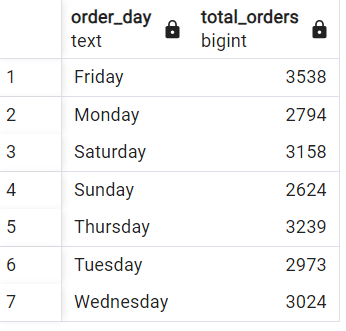 order_day total_orders
text bigint
1 Friday 3538
2 Monday 2794
3 Saturday 3158
4 Sunday 2624
5 Thursday 3239
6 Tuesday 2973
7 Wednesday 3024